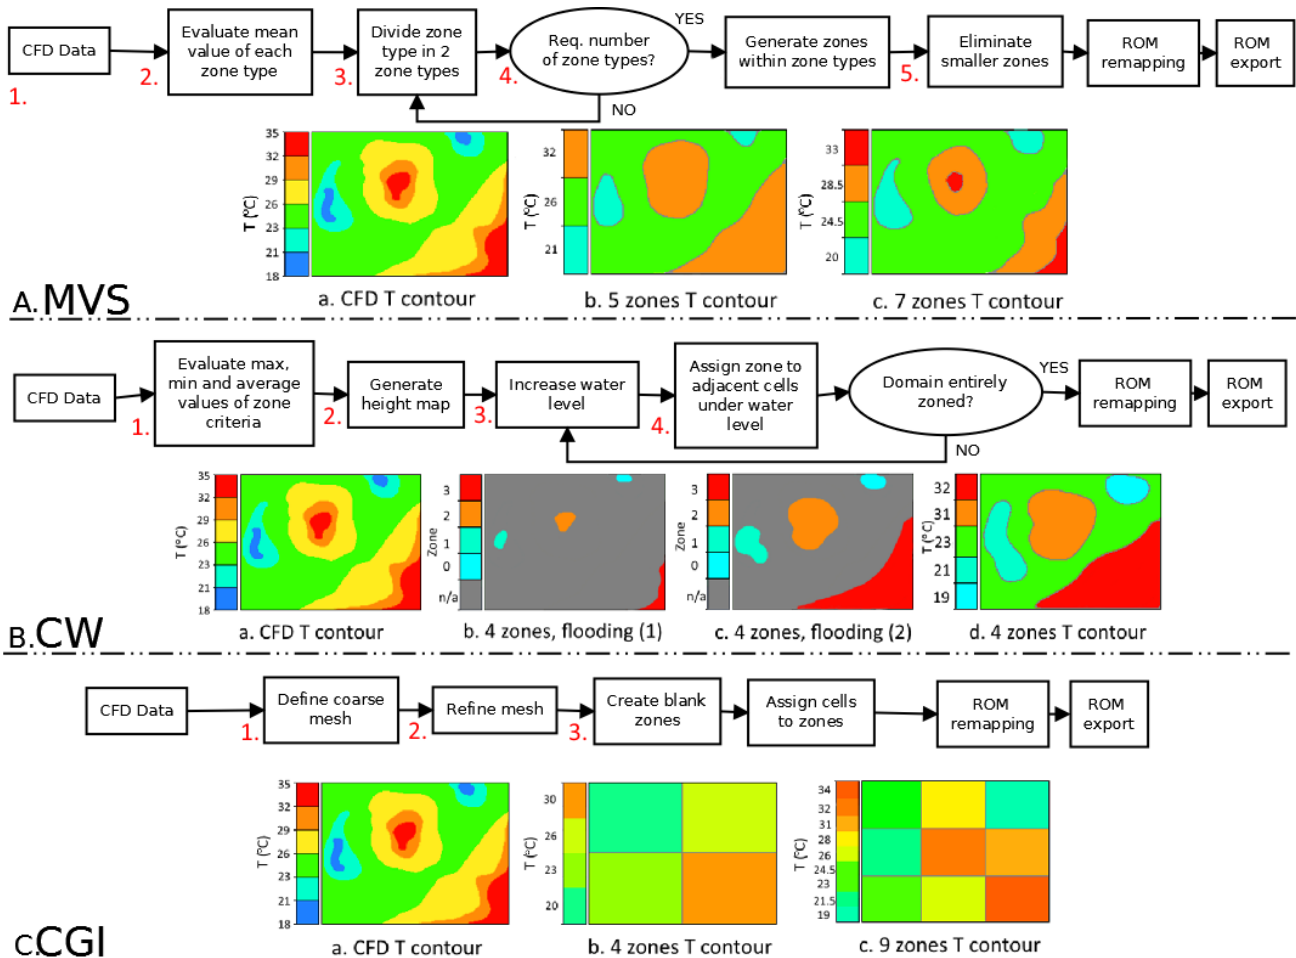 CFD Data
Evaluate mean
value of each
zone type
Divide zone
type in 2
zone types
Req. number
of zone types?
YES
NO
Generate zones
within zone types
Eliminate
smaller zones
ROM
remapping
ROM
export
1.
2.
3.
4.
5.
35
32
29
26
23
21
18
T (°C)
a. CFD T contour
32
26
21
T (°C)
b. 5 zones T contour
33
28.5
24.5
20
T (°C)
c. 7 zones T contour
A. MVS
CFD Data
Evaluate max,
min and average
values of zone
criteria
Generate
height map
Increase water
level
Assign zone to
adjacent cells
under water
level
Domain entirely
zoned?
YES
NO
ROM
remapping
ROM
export
1.
2.
3.
4.
35
32
29
26
23
21
18
T (°C)
a. CFD T contour
3
2
1
0
n/a
Zone
b. 4 zones, flooding (1)
3
2
1
0
n/a
Zone
c. 4 zones, flooding (2)
32
31
23
21
19
T (°C)
d. 4 zones T contour
B. CW
CFD Data
Define coarse
mesh
Refine mesh
Create blank
zones
Assign cells
to zones
ROM
remapping
ROM
export
1.
2.
3.
35
32
29
26
23
21
18
T (°C)
a. CFD T contour
30
26
23
20
T (°C)
b. 4 zones T contour
34
32
31
28
26
24.5
23
21.5
19
T (°C)
c. 9 zones T contour
C. CGI